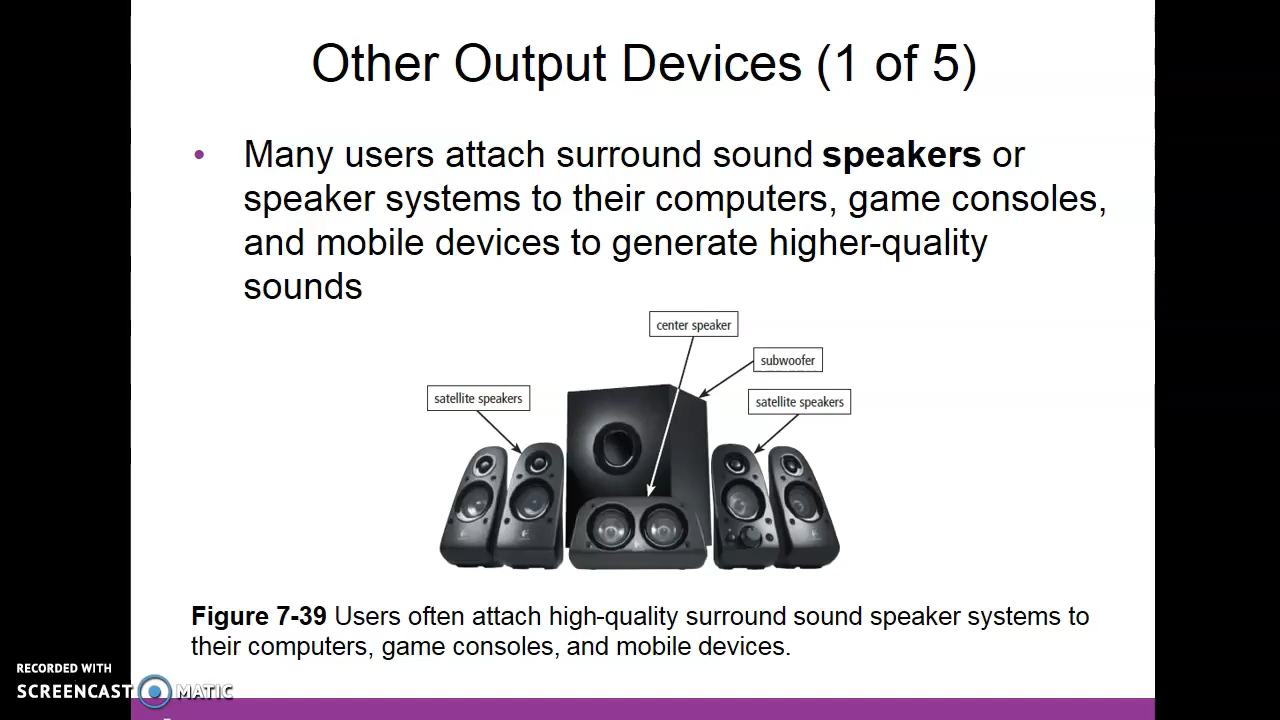 Other Output Devices (1 of 5)
• Many users attach surround sound speakers or
speaker systems to their computers, game consoles,
and mobile devices to generate higher-quality
sounds
center speaker
subwoofer
satellite speakers
satellite speakers
Figure 7-39 Users often attach high-quality surround sound speaker systems to
their computers, game consoles, and mobile devices.
RECORDED WITH
SCREENCAST MATIC